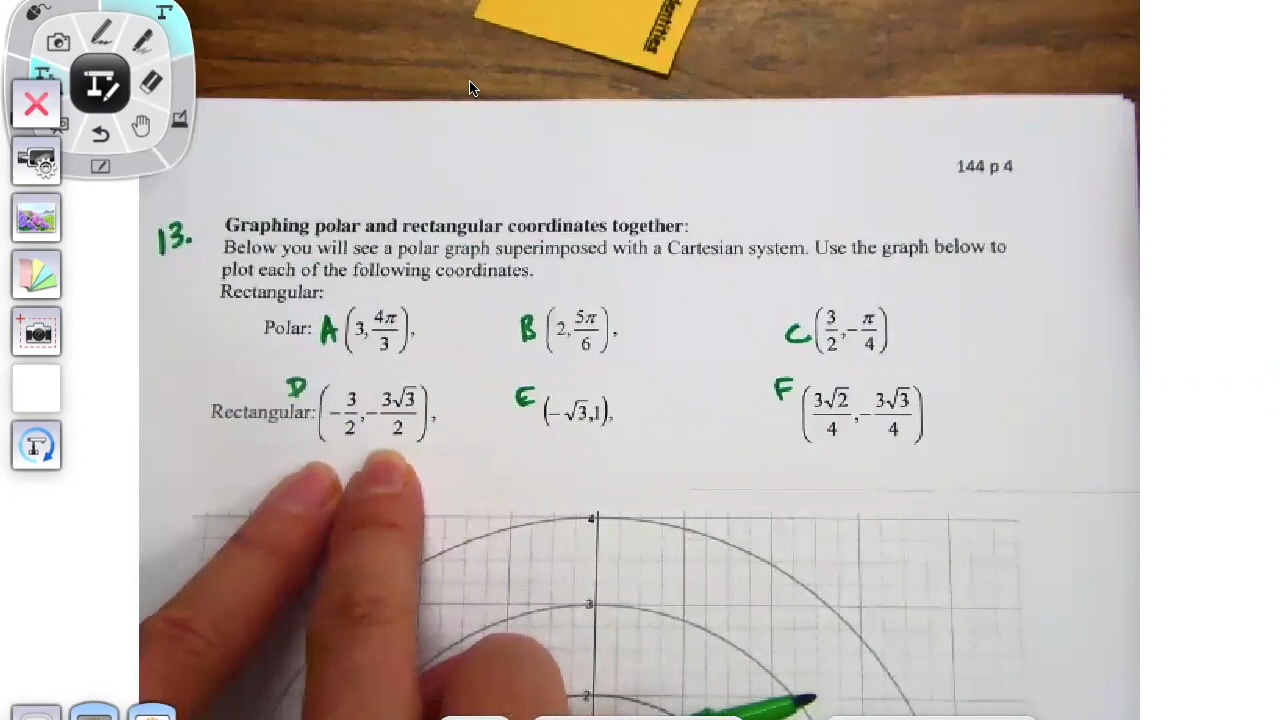 dentities
144 p 4
13. Graphing polar and rectangular coordinates together:
Below you will see a polar graph superimposed with a Cartesian system. Use the graph below to
plot each of the following coordinates.
Rectangular:
Polar: A (3, 4π/3), B (2, 5π/6), C (3/2, -π/4)
D E F
Rectangular: (-3/2, -3√3/2), (-√3,1), (3√2/4, -3√3/4)
4
3
2